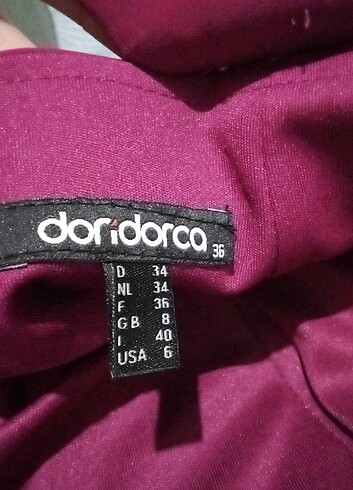 doridorca 36
D 34
NL 34
F 36
GB 8
I 40
USA 6